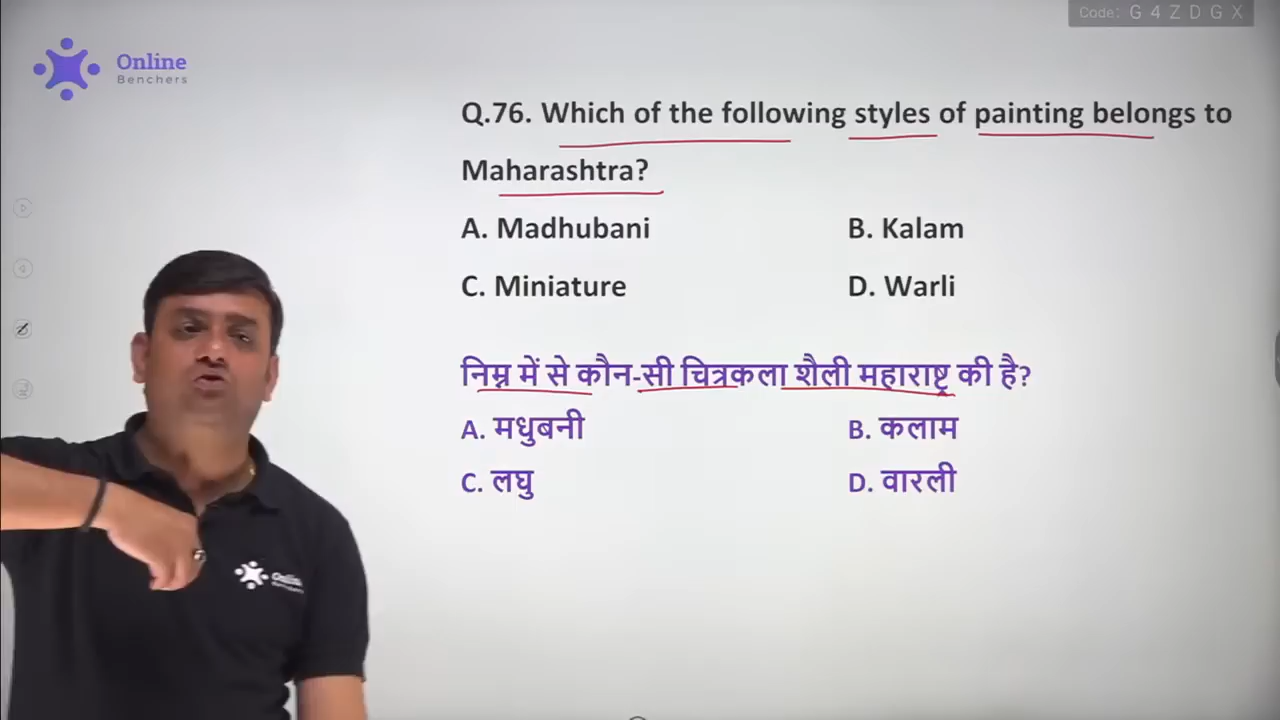 Code: G 4 Z D G X
Online
Benchers
Q.76. Which of the following styles of painting belongs to
Maharashtra?
A. Madhubani
B. Kalam
C. Miniature
D. Warli
निम्न में से कौन-सी चित्रकला शैली महाराष्ट्र की है?
A. मधुबनी
B. कलाम
C. लघु
D. वारली
Online